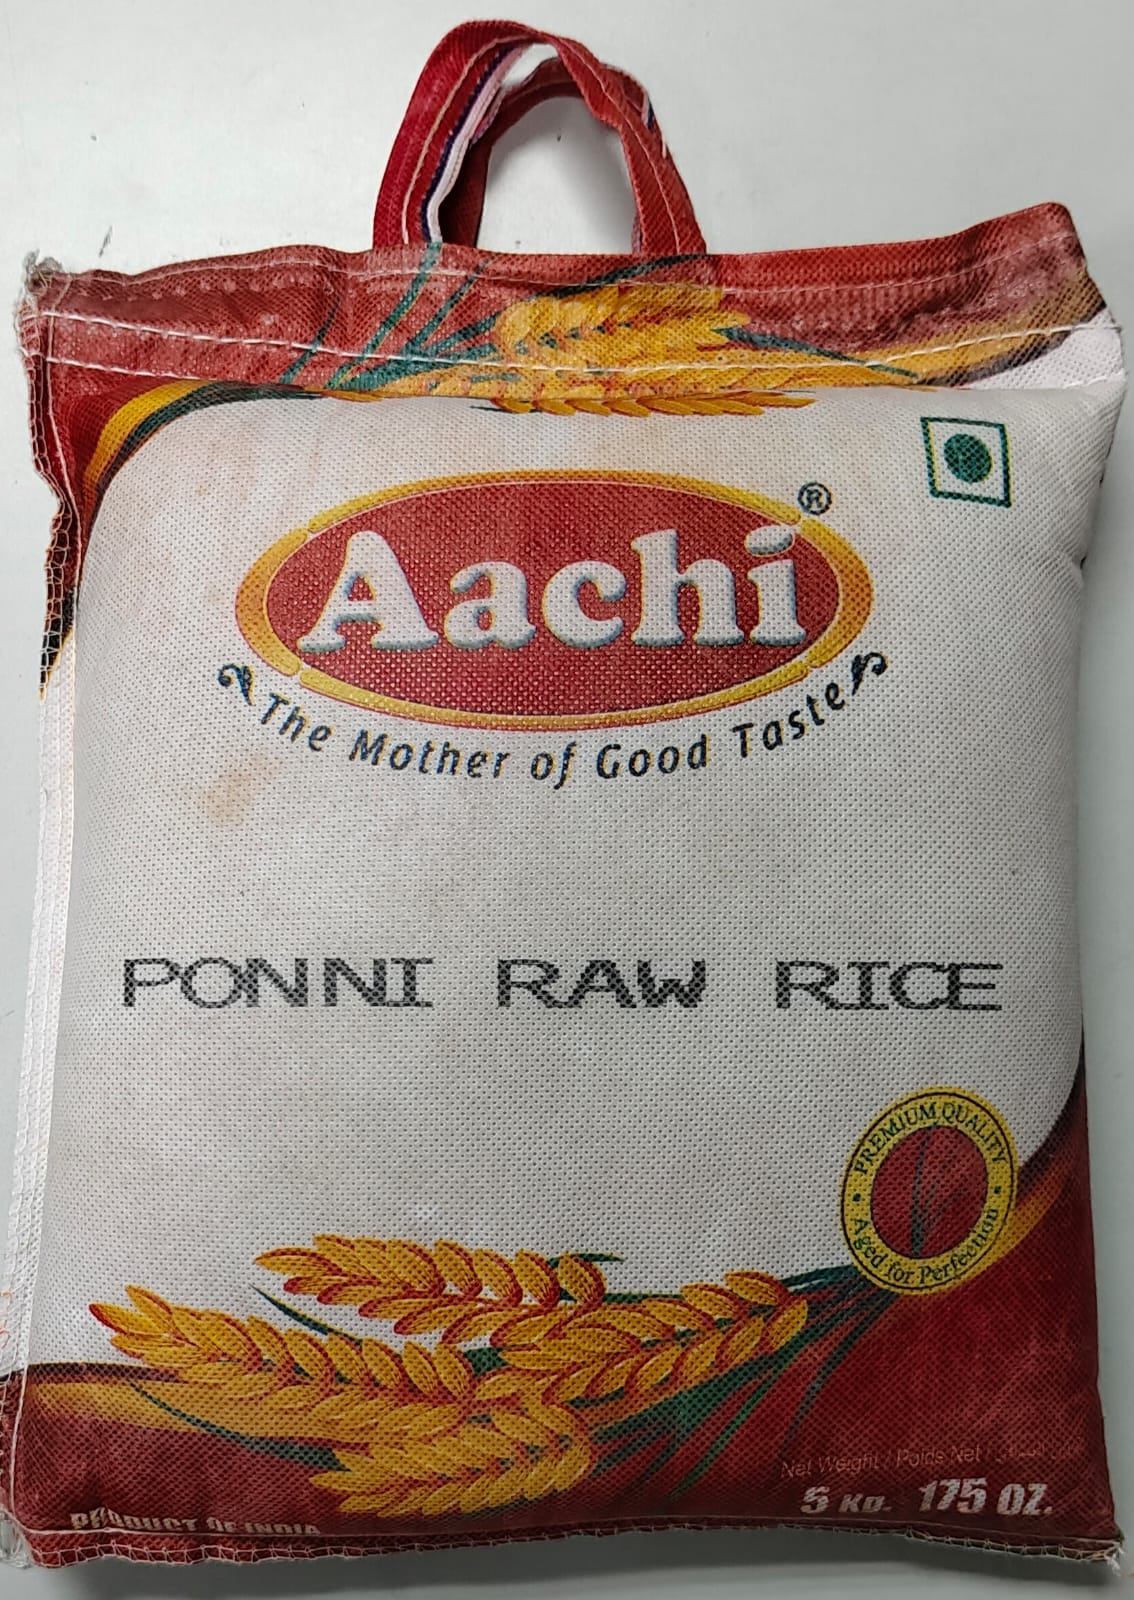 Aachi®
The Mother of Good Taste
PONNI RAW RICE
PREMIUM QUALITY
Aged for Perfection
Net Weight / Poids Net /
5 KG. 175 OZ.
PRODUCT OF INDIA